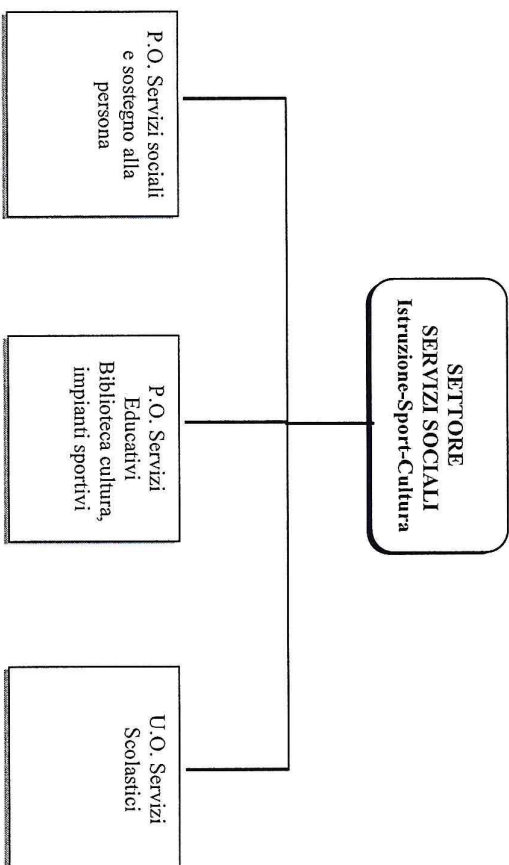 SETTORE
SERVIZI SOCIALI
Istruzione-Sport-Cultura
P.O. Servizi sociali
e sostegno alla
persona
P.O. Servizi
Educativi
Biblioteca cultura,
impianti sportivi
U.O. Servizi
Scolastici